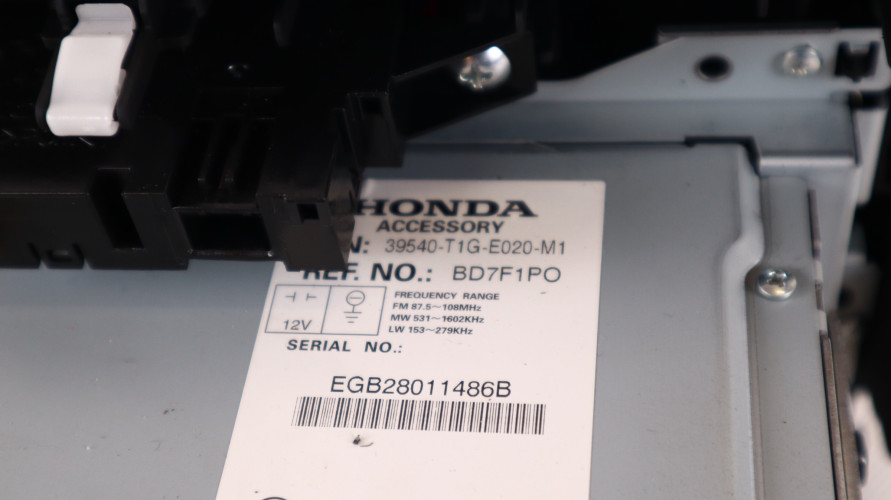 HONDA
ACCESSORY
N: 39540-T1G-E020-M1
REF. NO.: BD7F1PO
12V
FREQUENCY RANGE
FM 87.5~108MHz
MW 531~1602KHz
LW 153~279KHz
SERIAL NO.:
EGB28011486B